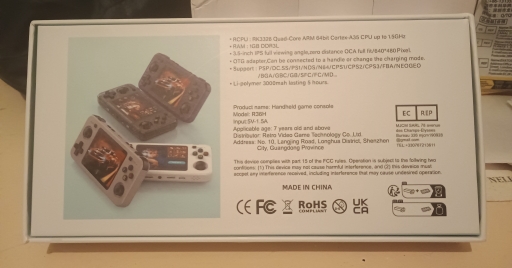 • RCPU : RK3326 Quad-Core ARM 64bit Cortex-A35 CPU up to 1.5GHz
• RAM : 1GB DDR3L
• 3.5-inch IPS full viewing angle,zero distance OCA full fit/640*480 Pixel.
• OTG adapter,Can be connected to a handle or change the charging mode.
• Support : PSP/DC/SS/PS1/NDS/N64/CPS1/CPS2/CPS3/FBA/NEOGEO
/GBA/GBC/GB/SFC/FC/MD...
• Li-polymer 3000mah lasting 6 hours.
Product name: Handheld game console
Model: R36H
Input:5V-1.5A
Applicable age: 7 years old and above
Distributor: Retro Video Game Technology Co.,Ltd
Address: No. 10, Langjing Road, Longhua District, Shenzhen
City, Guangdong Province
EC REP
This device complies with part 15 of the FCC rules. Operation is subject to the following two
conditions: (1) This device may not cause harmful interference, and (2) this device must
accept any interference received, including interference that may cause undesired operation
MADE IN CHINA
CE FC RoHS COMPLIANT UK CA